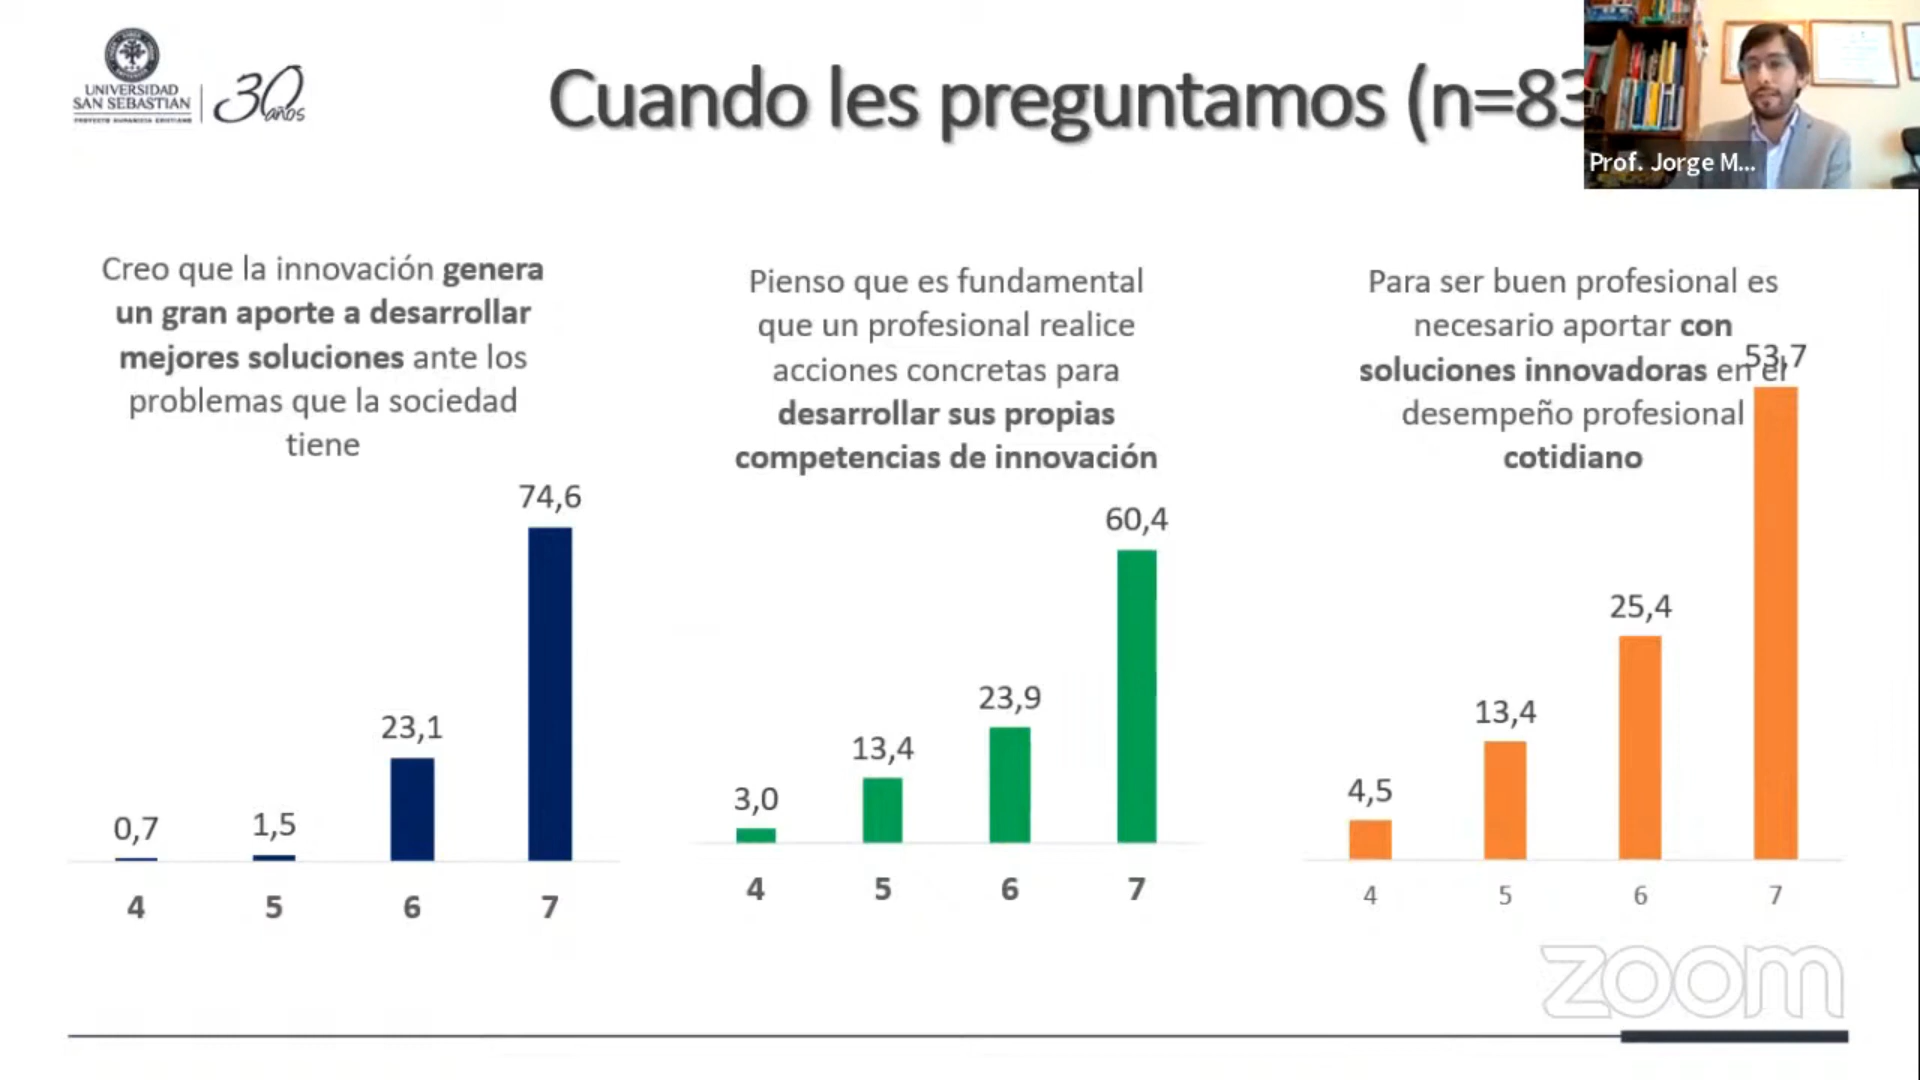 UNIVERSIDAD
SAN SEBASTIAN
PROYECTO HUMANISTA CRISTIANO
30 años
Cuando les preguntamos (n=83
Prof. Jorge M...
Creo que la innovación genera
un gran aporte a desarrollar
mejores soluciones ante los
problemas que la sociedad
tiene
74,6
23,1
1,5
0,7
4 5 6 7
Pienso que es fundamental
que un profesional realice
acciones concretas para
desarrollar sus propias
competencias de innovación
60,4
23,9
13,4
3,0
4 5 6 7
Para ser buen profesional es
necesario aportar con
soluciones innovadoras en el
desempeño profesional
cotidiano
53,7
25,4
13,4
4,5
4 5 6 7
zoom